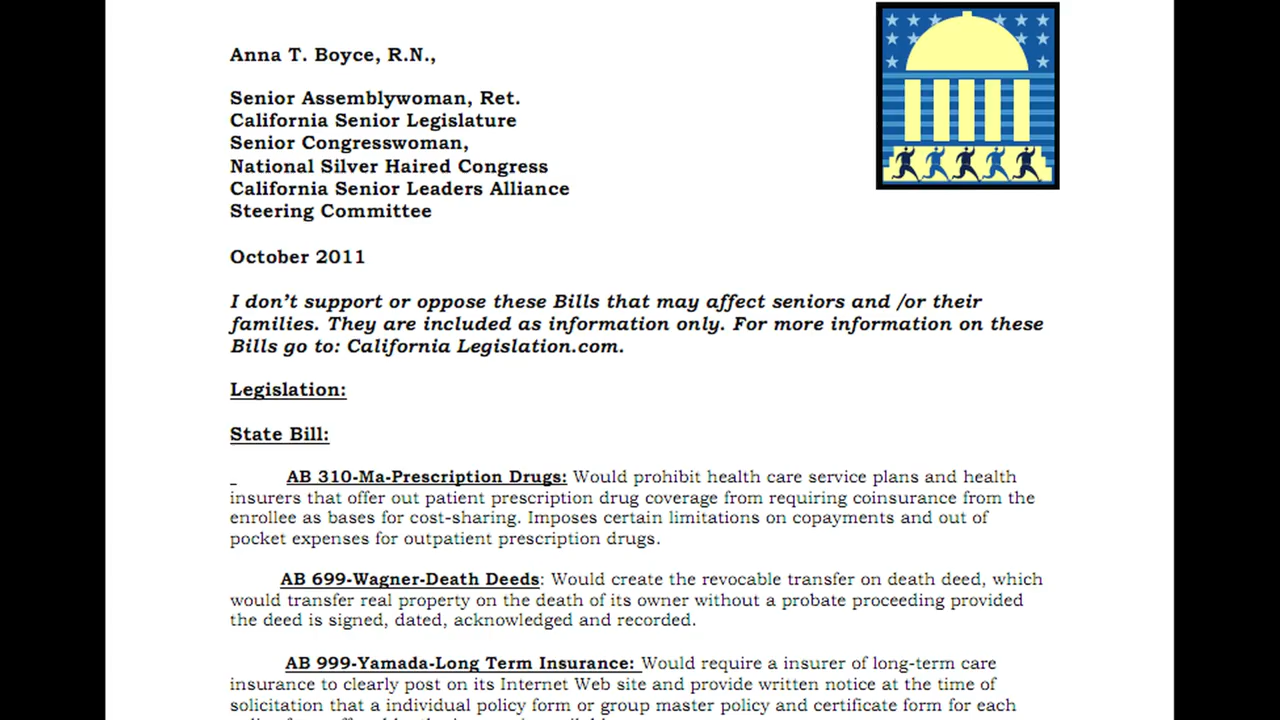 Anna T. Boyce, R.N.,
Senior Assemblywoman, Ret.
California Senior Legislature
Senior Congresswoman,
National Silver Haired Congress
California Senior Leaders Alliance
Steering Committee
October 2011
I don’t support or oppose these Bills that may affect seniors and /or their
families. They are included as information only. For more information on these
Bills go to: California Legislation.com.
Legislation:
State Bill:
AB 310-Ma-Prescription Drugs: Would prohibit health care service plans and health
insurers that offer out patient prescription drug coverage from requiring coinsurance from the
enrollee as bases for cost-sharing. Imposes certain limitations on copayments and out of
pocket expenses for outpatient prescription drugs.
AB 699-Wagner-Death Deeds: Would create the revocable transfer on death deed, which
would transfer real property on the death of its owner without a probate proceeding provided
the deed is signed, dated, acknowledged and recorded.
AB 999-Yamada-Long Term Insurance: Would require a insurer of long-term care
insurance to clearly post on its Internet Web site and provide written notice at the time of
solicitation that a individual policy form or group master policy and certificate form for each